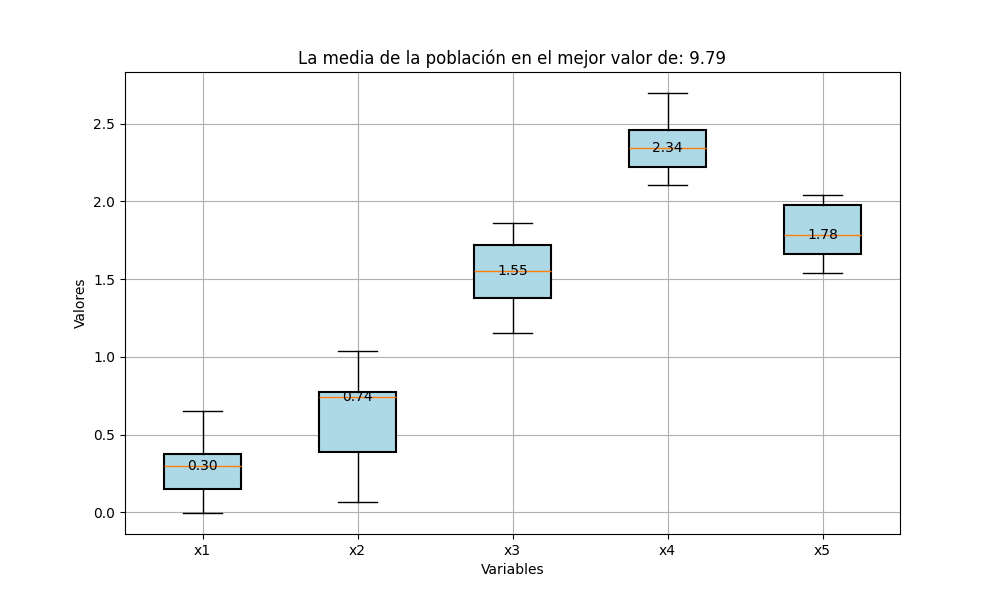 La media de la población en el mejor valor de: 9.79
Valores
2.5
2.0
1.5
1.0
0.5
0.0
0.30
0.74
1.55
2.34
1.78
x1
x2
x3
x4
x5
Variables